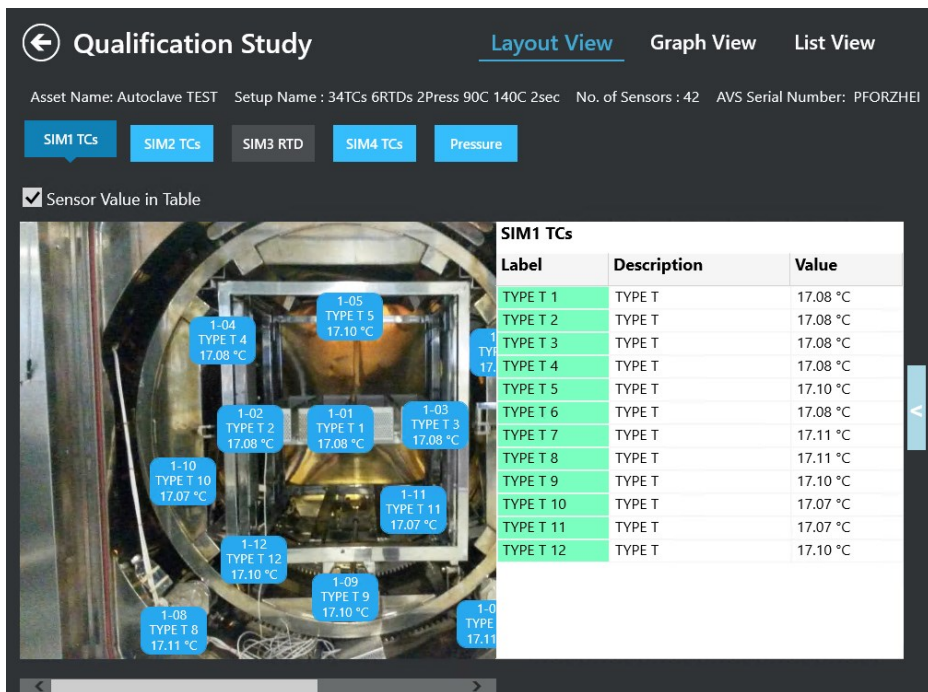 Qualification Study
Layout View Graph View List View
Asset Name: Autoclave TEST Setup Name : 34TCs 6RTDs 2Press 90C 140C 2sec No. of Sensors : 42 AVS Serial Number: PFORZHEI
SIM1 TCs SIM2 TCs SIM3 RTD SIM4 TCs Pressure
Sensor Value in Table
1-05
TYPE T 5
17.10 °C
1-04
TYPE T 4
17.08 °C
1
TYP
17.
1-02
TYPE T 2
17.08 °C
1-01
TYPE T 1
17.08 °C
1-03
TYPE T 3
17.08 °C
1-10
TYPE T 10
17.07 °C
1-11
TYPE T 11
17.07 °C
1-12
TYPE T 12
17.10 °C
1-09
TYPE T 9
17.10 °C
1-08
TYPE T 8
17.11 °C
1-0
TYPE
17.11
SIM1 TCs
Label Description Value
TYPE T 1 TYPE T 17.08 °C
TYPE T 2 TYPE T 17.08 °C
TYPE T 3 TYPE T 17.08 °C
TYPE T 4 TYPE T 17.08 °C
TYPE T 5 TYPE T 17.10 °C
TYPE T 6 TYPE T 17.08 °C
TYPE T 7 TYPE T 17.11 °C
TYPE T 8 TYPE T 17.11 °C
TYPE T 9 TYPE T 17.10 °C
TYPE T 10 TYPE T 17.07 °C
TYPE T 11 TYPE T 17.07 °C
TYPE T 12 TYPE T 17.10 °C